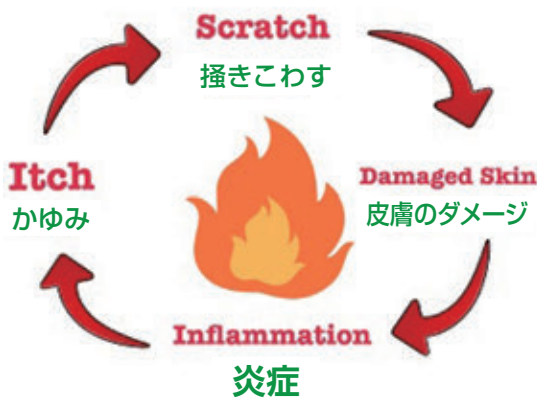 Scratch
掻きこわす
Itch
かゆみ
Damaged Skin
皮膚のダメージ
Inflammation
炎症